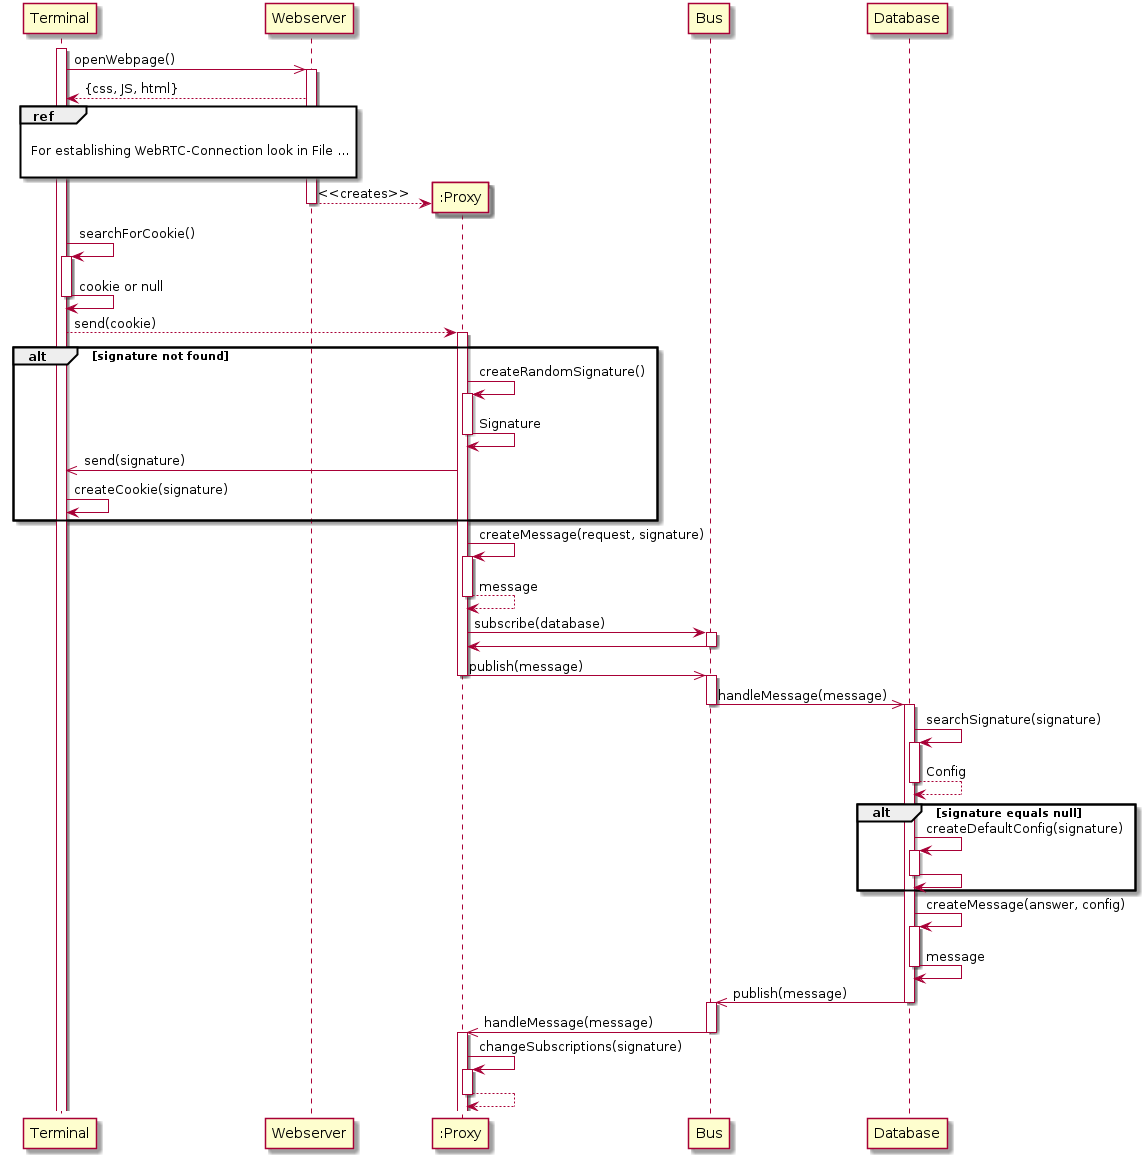 Terminal
Webserver
Bus
Database
openWebpage()
{css, JS, html}
ref
For establishing WebRTC-Connection look in File ...
<<creates>>
:Proxy
searchForCookie()
cookie or null
send(cookie)
alt
[signature not found]
createRandomSignature()
Signature
send(signature)
createCookie(signature)
createMessage(request, signature)
message
subscribe(database)
publish(message)
handleMessage(message)
searchSignature(signature)
Config
alt
[signature equals null]
createDefaultConfig(signature)
createMessage(answer, config)
message
publish(message)
handleMessage(message)
changeSubscriptions(signature)
Terminal
Webserver
:Proxy
Bus
Database